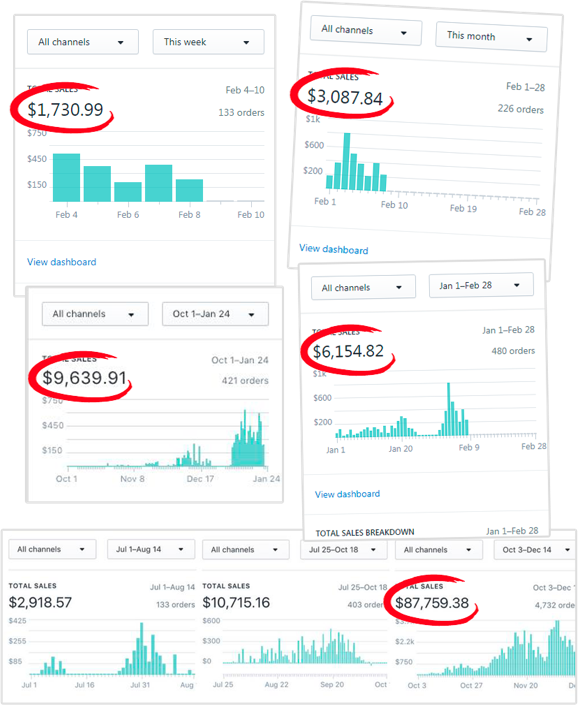 All channels
This week
TOTAL SALES
Feb 4–10
$1,730.99
133 orders
$750
$450
$150
Feb 4
Feb 6
Feb 8
Feb 10
View dashboard
All channels
This month
TOTAL SALES
Feb 1–28
$3,087.84
226 orders
$1k
$600
$200
Feb 1
Feb 10
Feb 19
Feb 28
View dashboard
All channels
Oct 1–Jan 24
TOTAL SALES
Oct 1–Jan 24
$9,639.91
421 orders
$750
$450
$150
Oct 1
Nov 8
Dec 17
Jan 24
All channels
Jan 1–Feb 28
TOTAL SALES
Jan 1–Feb 28
$6,154.82
480 orders
$1k
$600
$200
Jan 1
Jan 20
Feb 9
Feb 28
View dashboard
TOTAL SALES BREAKDOWN
Jan 1–Feb 28
All channels
Jul 1–Aug 14
TOTAL SALES
Jul 1–Aug 14
$2,918.57
133 orders
$425
$255
$85
Jul 1
Jul 16
Jul 31
Aug
All channels
Jul 25–Oct 18
TOTAL SALES
Jul 25–Oct 18
$10,715.16
403 order
$600
$300
$0
Jul 25
Aug 22
Sep 20
Oct
All channels
Oct 3–Dec 14
TAL SALES
Oct 3–Dec 1
$87,759.38
4,732 order
$2.2k
$750
Oct 3
Oct 27
Nov 20
De